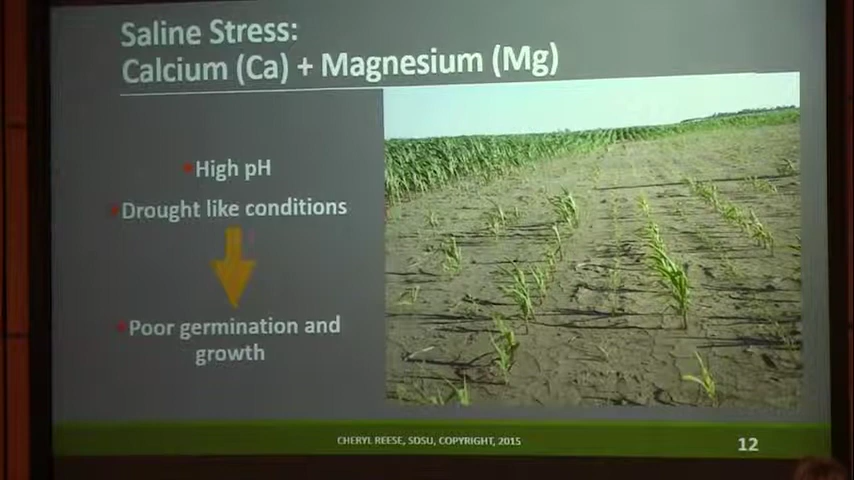 Saline Stress:
Calcium (Ca) + Magnesium (Mg)
High pH
Drought like conditions
Poor germination and
growth
CHERYL REESE, SDSU, COPYRIGHT, 2015
12